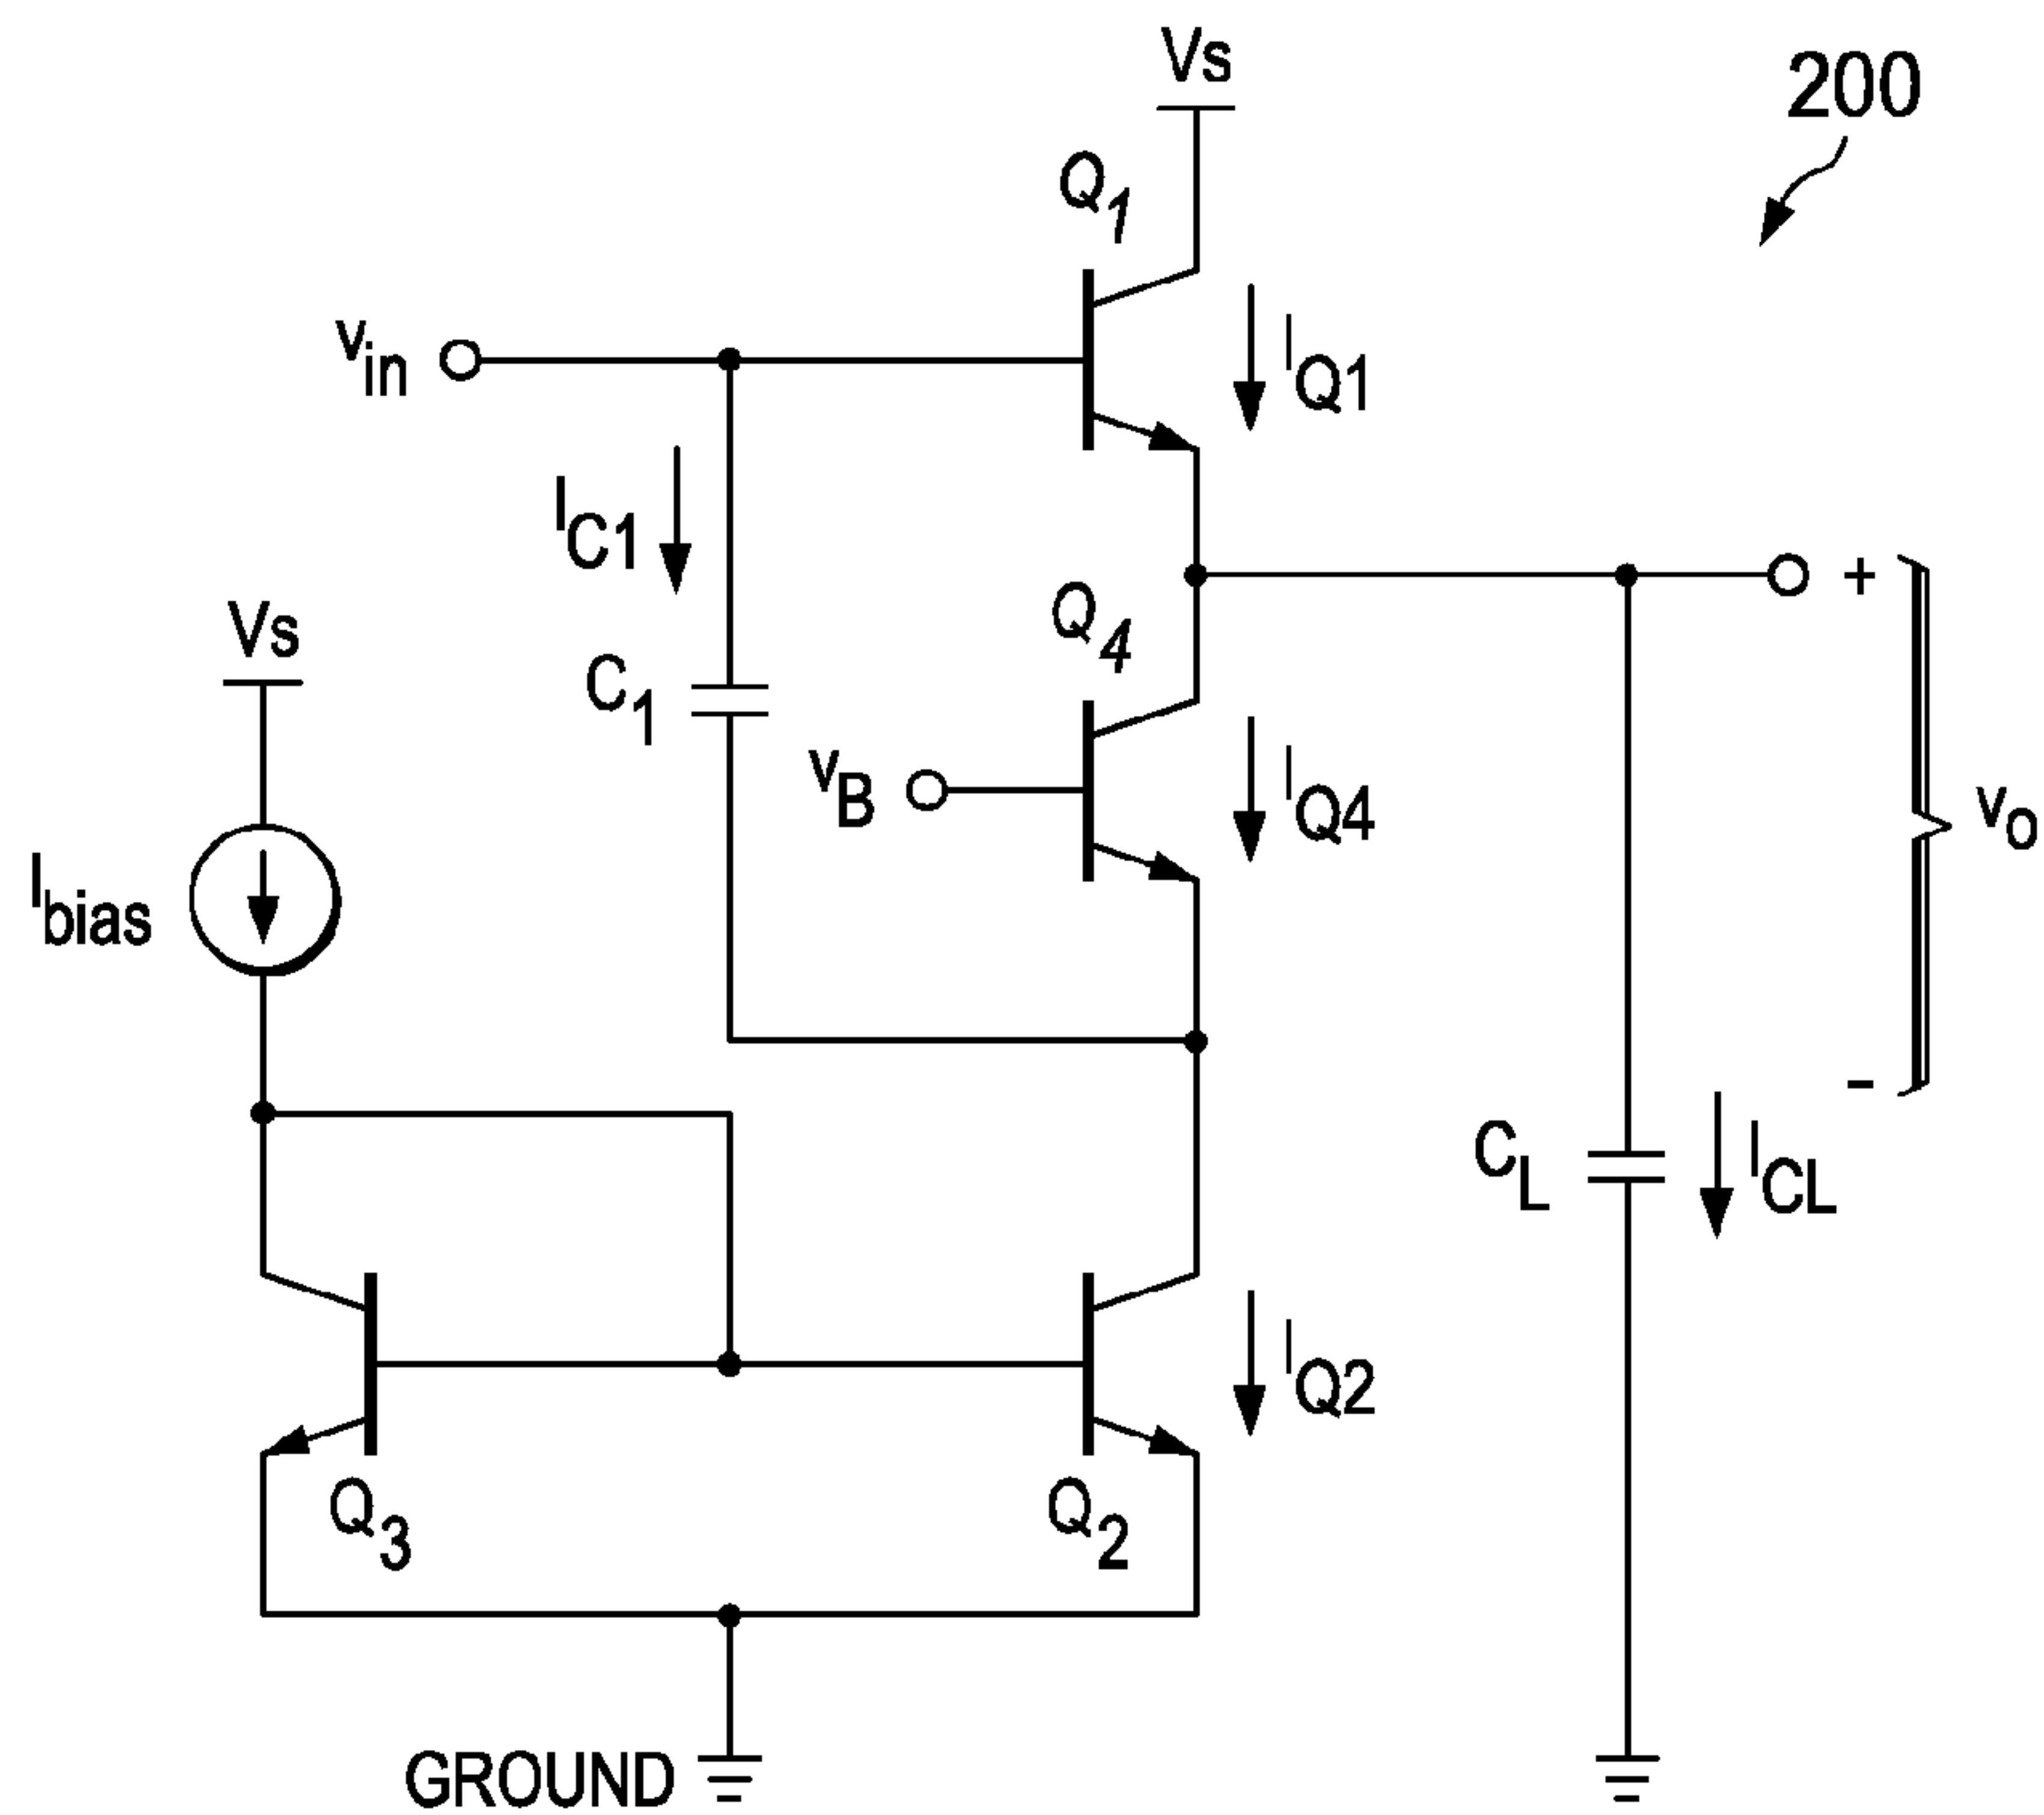 Vs
200
Q1
vin
IQ1
IC1
+
Q4
Vs
C1
vB
IQ4
vO
Ibias
-
CL
ICL
IQ2
Q3
Q2
GROUND